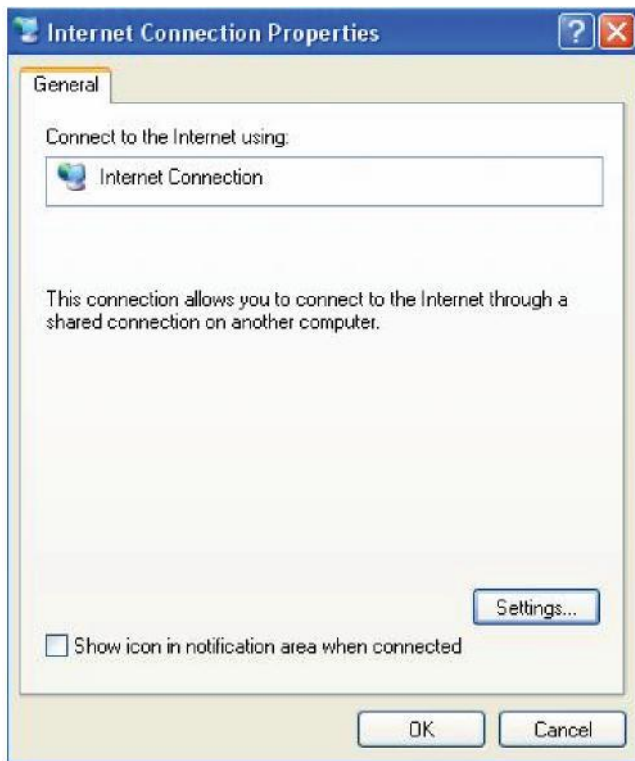 Internet Connection Properties
General
Connect to the Internet using:
Internet Connection
This connection allows you to connect to the Internet through a
shared connection on another computer.
Settings...
Show icon in notification area when connected
OK
Cancel